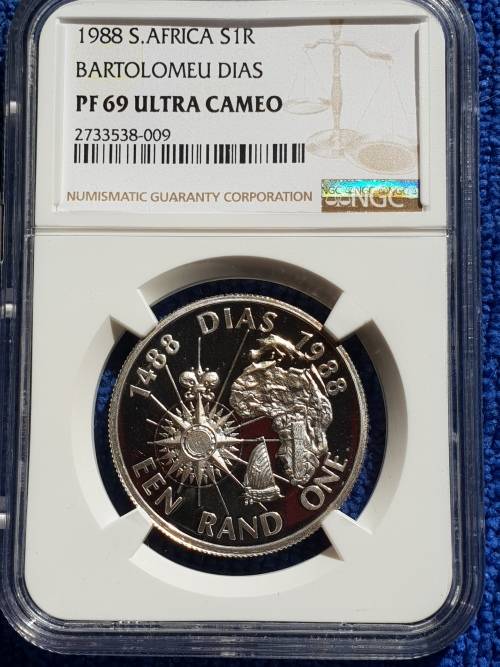 1988 S.AFRICA S1R
BARTOLOMEU DIAS
PF 69 ULTRA CAMEO
2733538-009
NUMISMATIC GUARANTY CORPORATION
NGC
1488 DIAS 1988
EEN RAND ONE